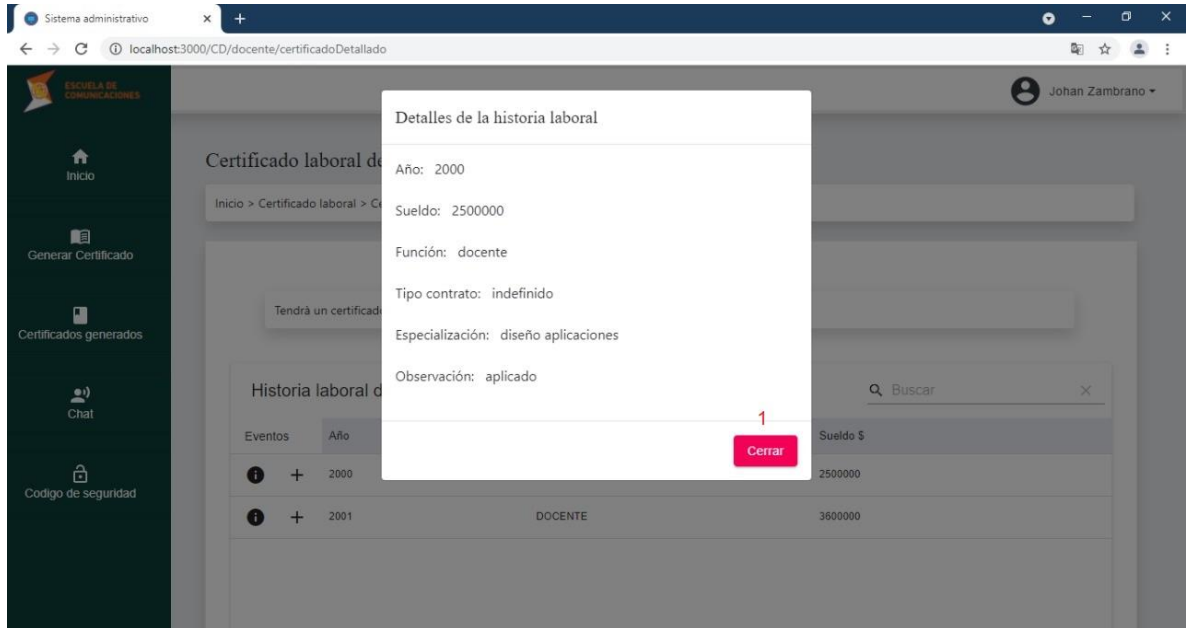 Sistema administrativo
localhost:3000/CD/docente/certificadoDetallado
ESCUELA DE
COMUNICACIONES
Johan Zambrano
Inicio
Generar Certificado
Certificados generados
Chat
Codigo de seguridad
Certificado laboral de
Inicio > Certificado laboral > Ce
Tendrá un certificad
Detalles de la historia laboral
Año: 2000
Sueldo: 2500000
Función: docente
Tipo contrato: indefinido
Especialización: diseño aplicaciones
Observación: aplicado
1
Cerrar
Historia laboral d
Buscar
Eventos Año Sueldo $
2000 2500000
2001 DOCENTE 3600000